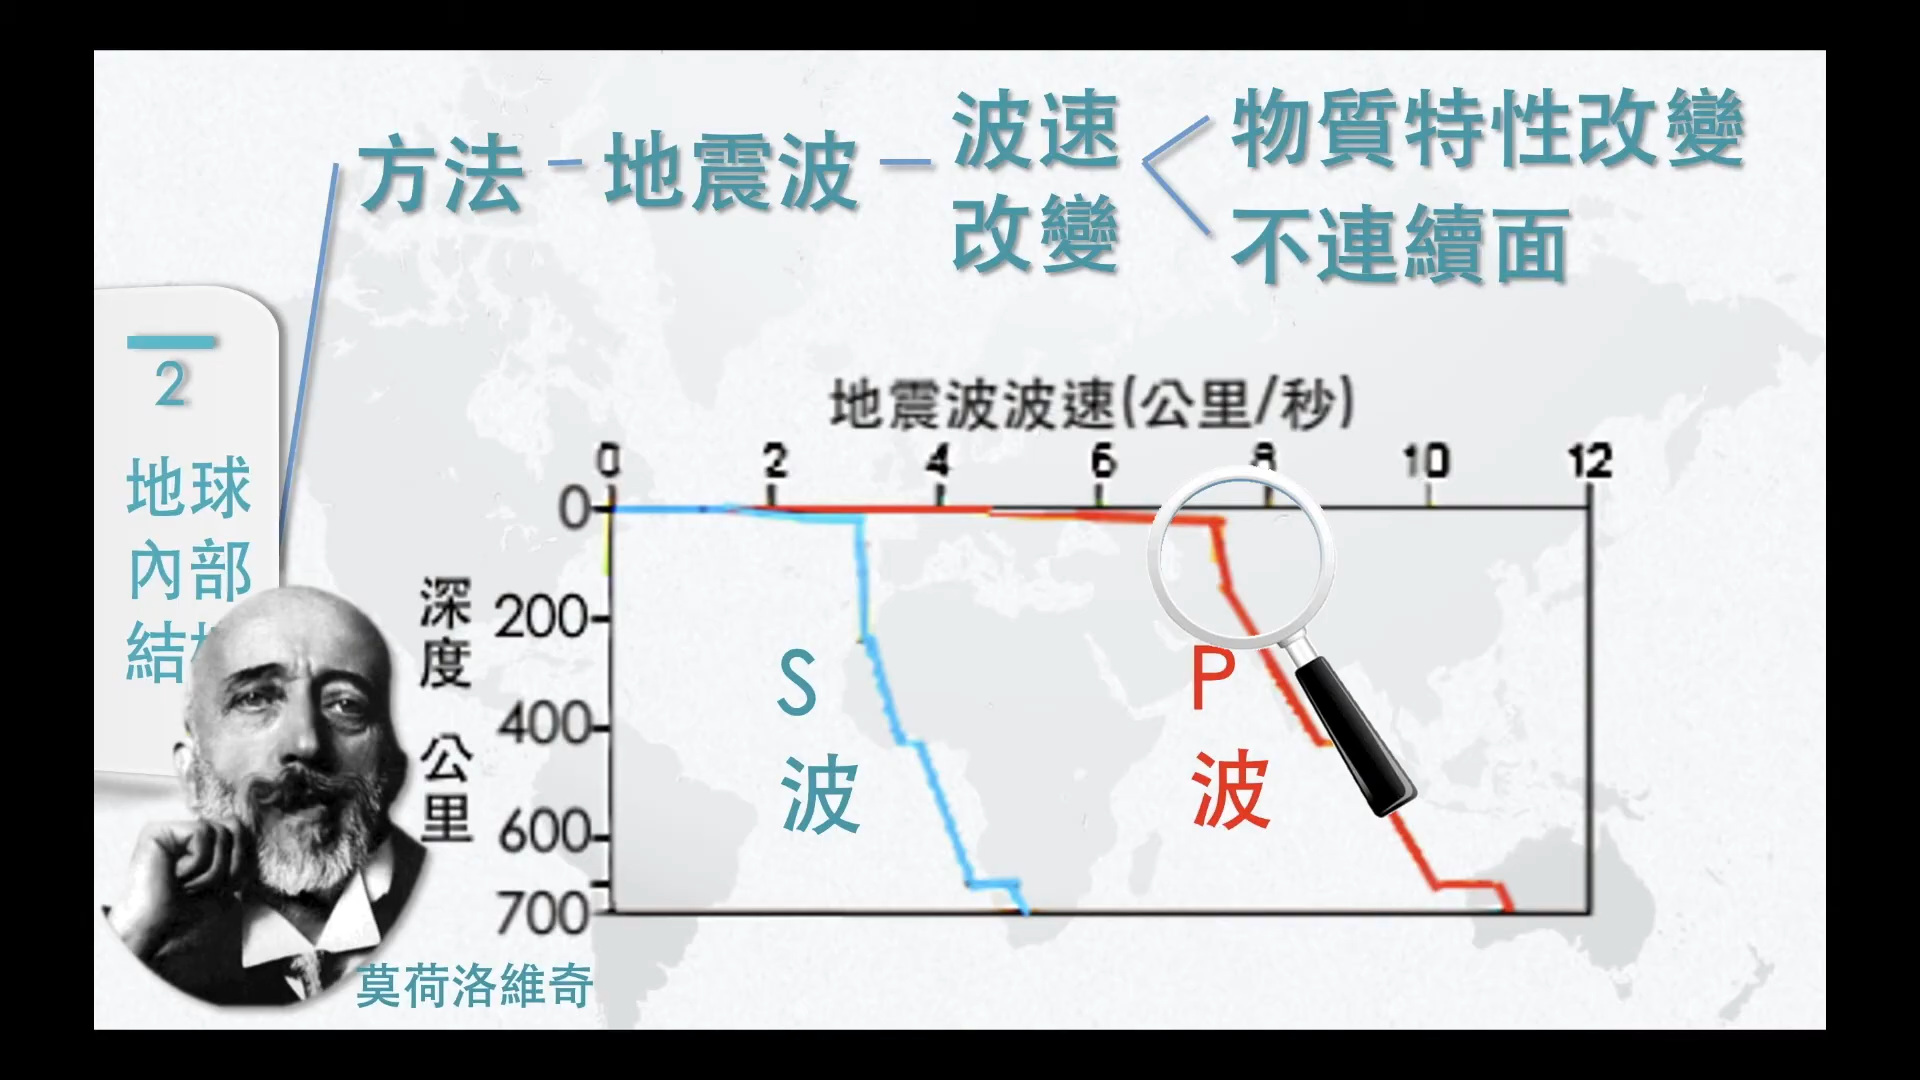 方法 - 地震波 - 波速改變
物質特性改變
不連續面
2
地球
內部
結
地震波波速(公里/秒)
0 2 4 6 8 10 12
深度 公里
0
200
400
600
700
S波
P波
莫荷洛維奇